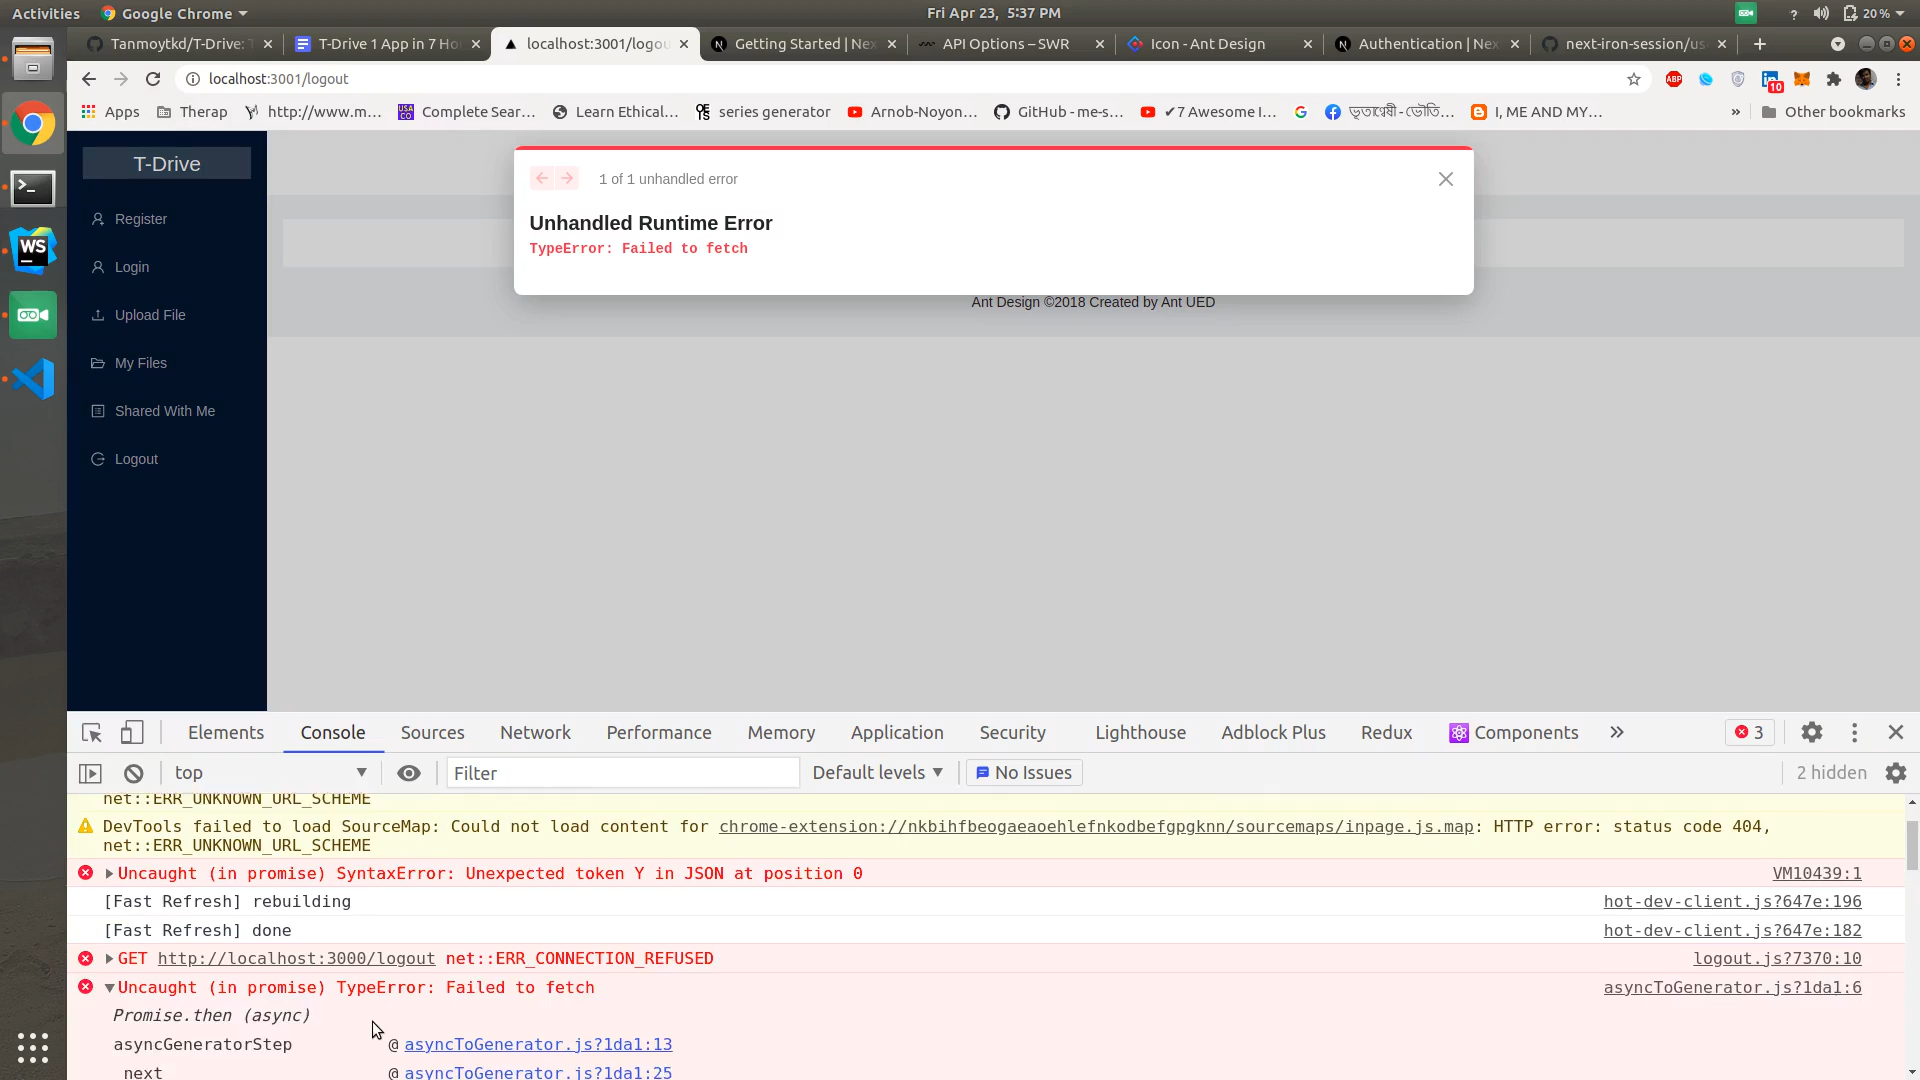 Activities
Google Chrome
Fri Apr 23, 5:37 PM
?
20%
Tanmoytkd/T-Drive: T
T-Drive 1 App in 7 Ho
localhost:3001/logou
Getting Started | Nex
API Options – SWR
Icon - Ant Design
Authentication | Nex
next-iron-session/us
localhost:3001/logout
ABP
10
Apps
Therap
http://www.m...
USA CO
Complete Sear...
Learn Ethical...
series generator
Arnob-Noyon...
GitHub - me-s...
✔7 Awesome I...
ভূতান্বেষী - ভৌতি...
I, ME AND MY...
»
Other bookmarks
WS
T-Drive
Register
Login
Upload File
My Files
Shared With Me
Logout
1 of 1 unhandled error
Unhandled Runtime Error
TypeError: Failed to fetch
Ant Design ©2018 Created by Ant UED
Elements
Console
Sources
Network
Performance
Memory
Application
Security
Lighthouse
Adblock Plus
Redux
Components
»
3
top
Filter
Default levels
No Issues
2 hidden
net::ERR_UNKNOWN_URL_SCHEME
DevTools failed to load SourceMap: Could not load content for chrome-extension://nkbihfbeogaeaoehlefnkodbefgpgknn/sourcemaps/inpage.js.map: HTTP error: status code 404,
net::ERR_UNKNOWN_URL_SCHEME
Uncaught (in promise) SyntaxError: Unexpected token Y in JSON at position 0 VM10439:1
[Fast Refresh] rebuilding hot-dev-client.js?647e:196
[Fast Refresh] done hot-dev-client.js?647e:182
GET http://localhost:3000/logout net::ERR_CONNECTION_REFUSED logout.js?7370:10
Uncaught (in promise) TypeError: Failed to fetch asyncToGenerator.js?1da1:6
Promise.then (async)
asyncGeneratorStep @ asyncToGenerator.js?1da1:13
next @ asyncToGenerator.js?1da1:25